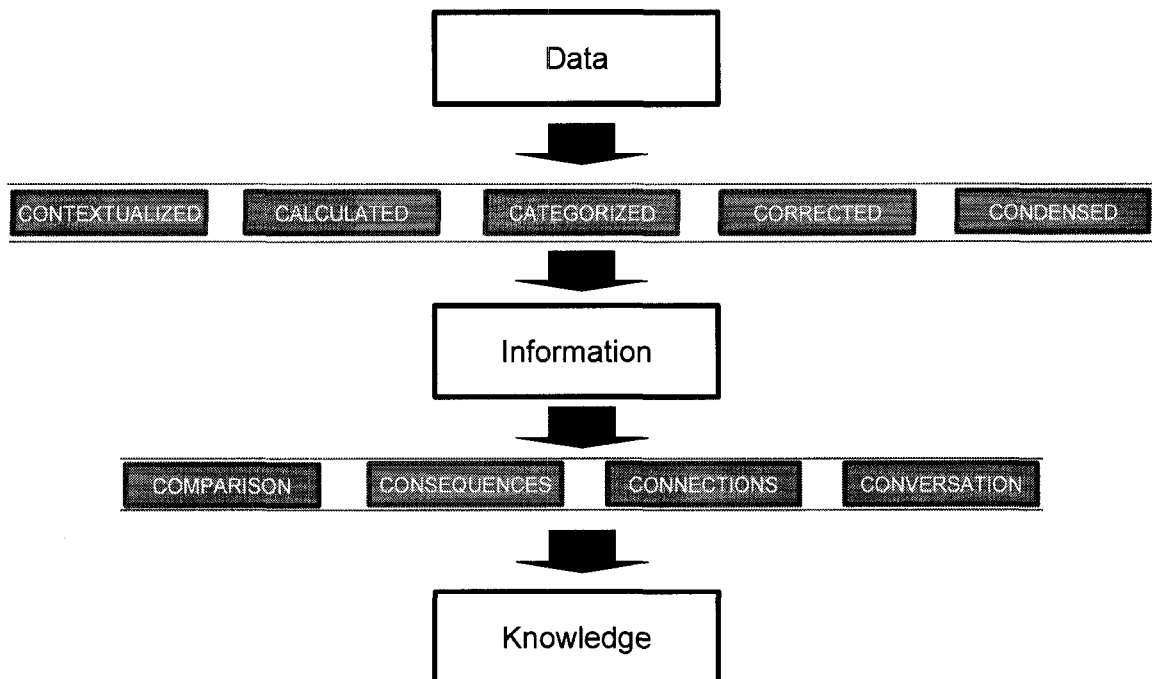 Data
CONTEXTUALIZED CALCULATED CATEGORIZED CORRECTED CONDENSED
Information
COMPARISON CONSEQUENCES CONNECTIONS CONVERSATION
Knowledge